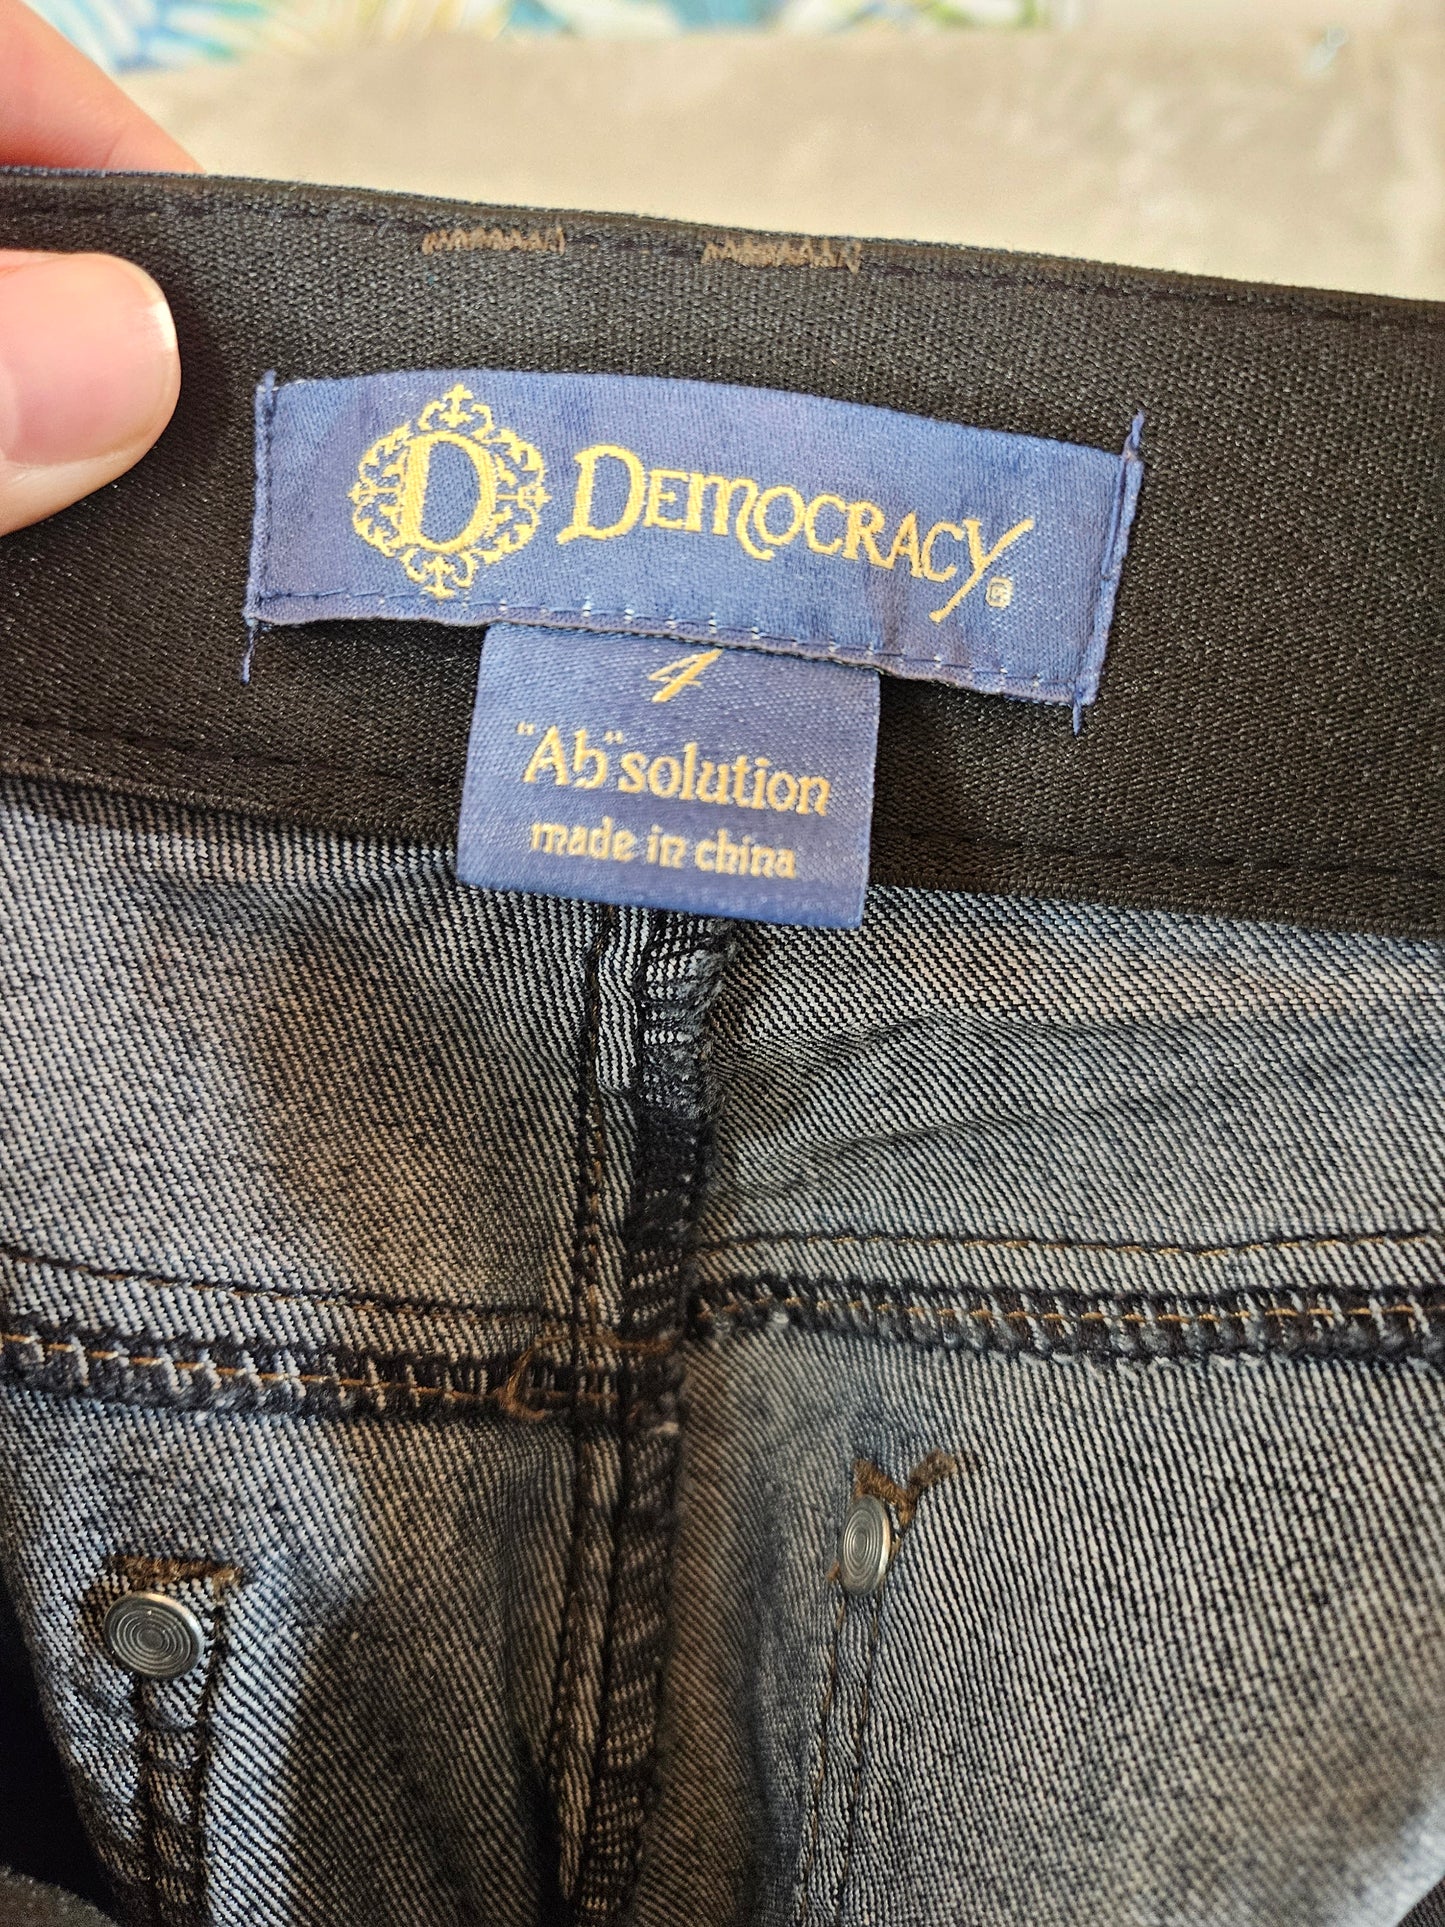 D DEMOCRACY®
4
"Ab"solution
made in china